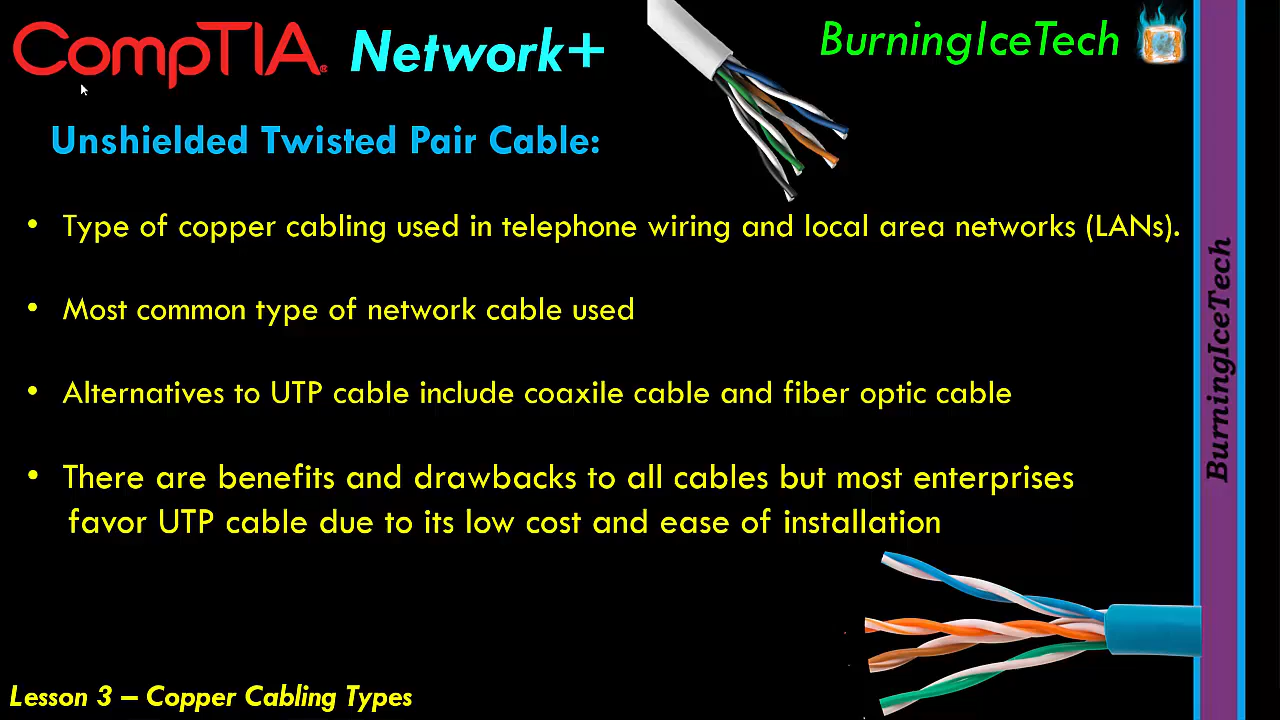 CompTIA® Network+
BurningIceTech
Unshielded Twisted Pair Cable:
• Type of copper cabling used in telephone wiring and local area networks (LANs).
• Most common type of network cable used
• Alternatives to UTP cable include coaxile cable and fiber optic cable
• There are benefits and drawbacks to all cables but most enterprises
favor UTP cable due to its low cost and ease of installation
BurningIceTech
Lesson 3 – Copper Cabling Types